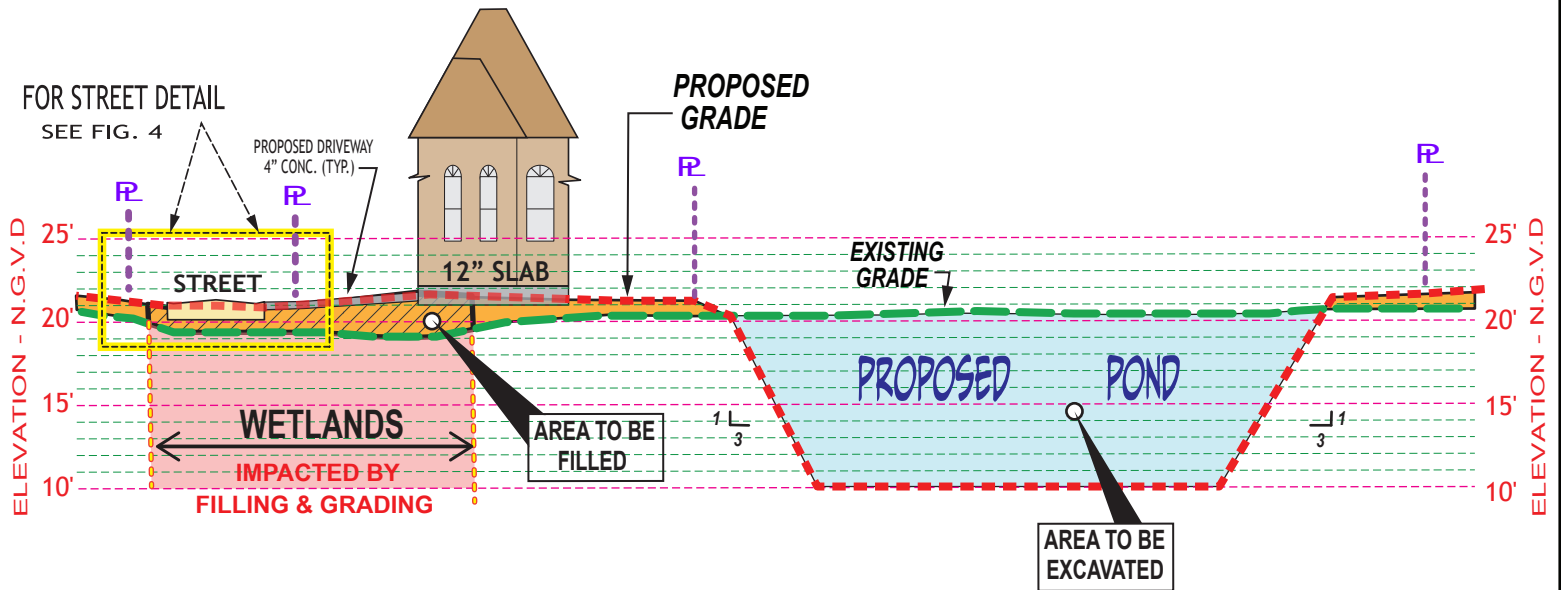 FOR STREET DETAIL
SEE FIG. 4
PROPOSED DRIVEWAY
4" CONC. (TYP.)
PROPOSED
GRADE
PL
PL
PL
PL
ELEVATION - N.G.V.D
25'
20'
15'
10'
STREET
12" SLAB
EXISTING
GRADE
25'
20'
15'
10'
ELEVATION - N.G.V.D
PROPOSED POND
WETLANDS
IMPACTED BY
FILLING & GRADING
AREA TO BE
FILLED
1
3
1
3
AREA TO BE
EXCAVATED